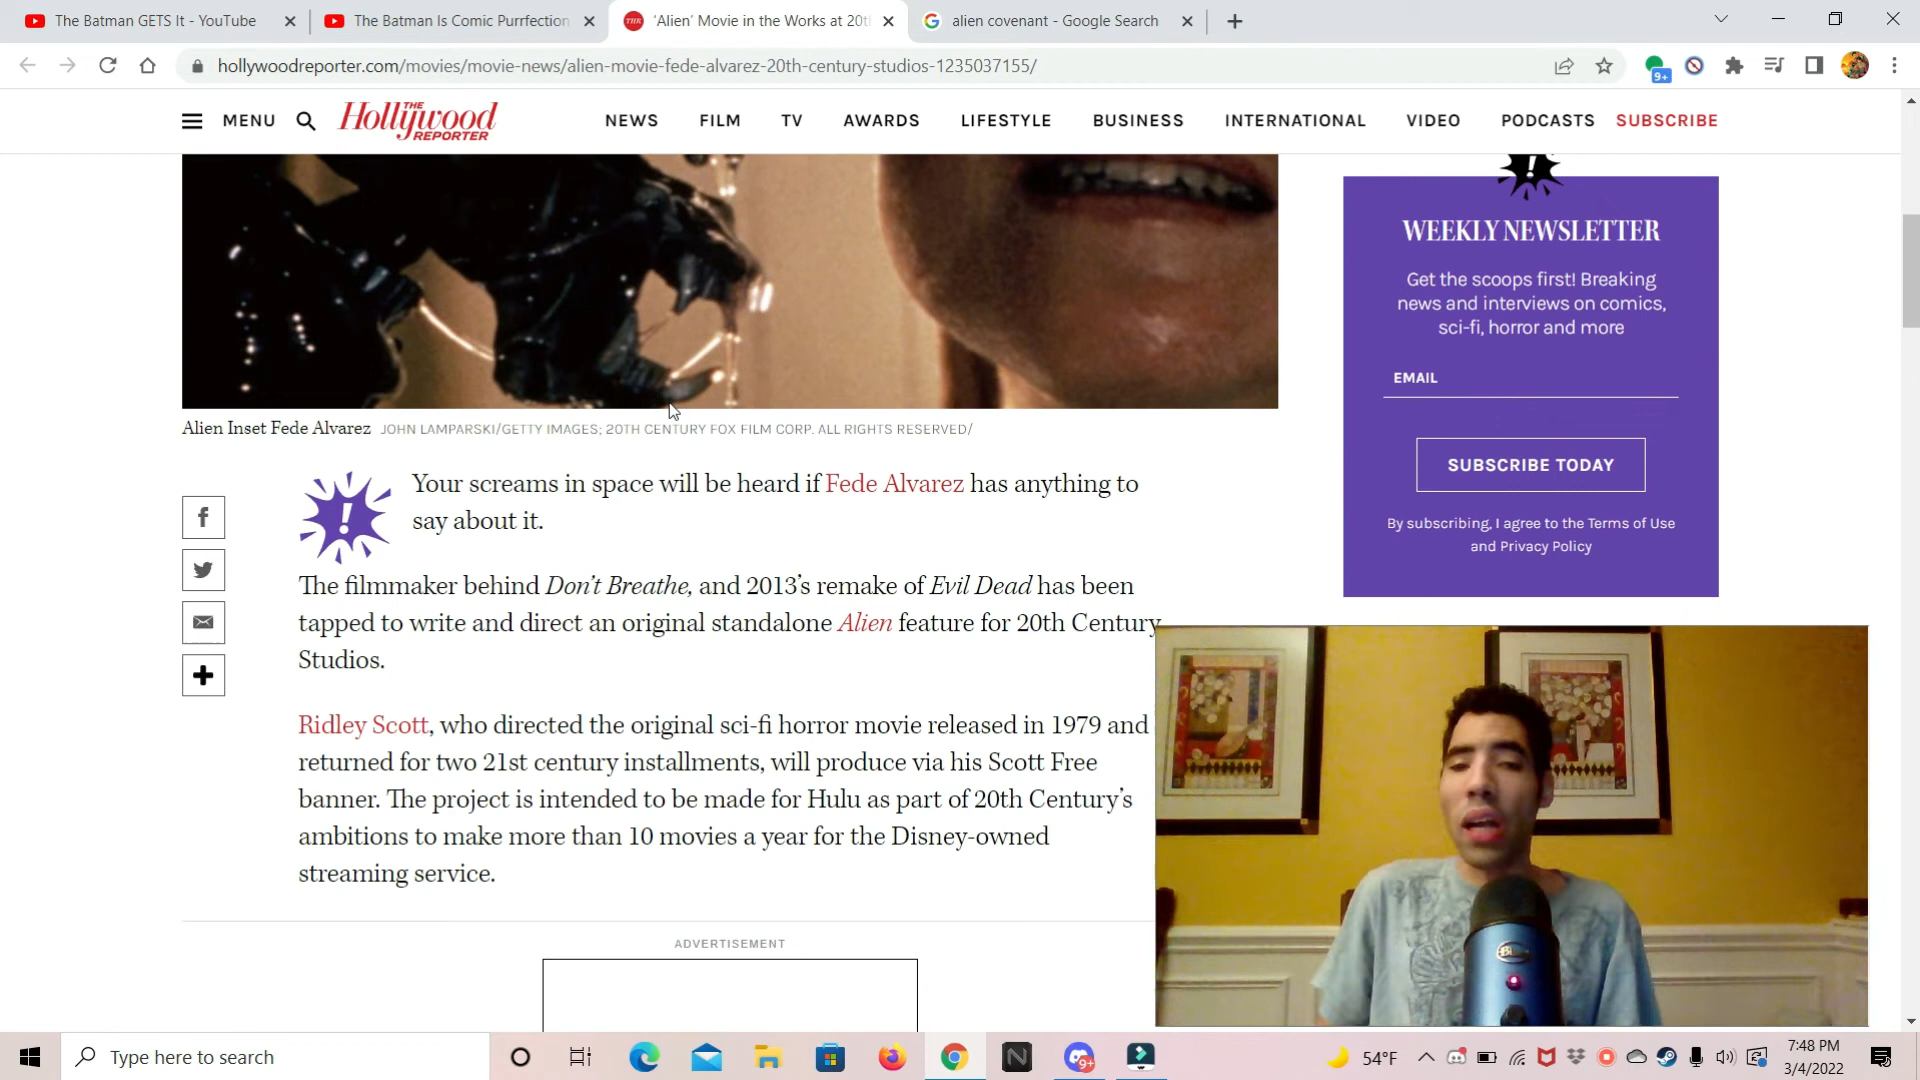 The Batman GETS It - YouTube
The Batman Is Comic Purrfection
'Alien' Movie in the Works at 20t
alien covenant - Google Search
hollywoodreporter.com/movies/movie-news/alien-movie-fede-alvarez-20th-century-studios-1235037155/
9+
MENU
THE Hollywood REPORTER
NEWS
FILM
TV
AWARDS
LIFESTYLE
BUSINESS
INTERNATIONAL
VIDEO
PODCASTS
SUBSCRIBE
WEEKLY NEWSLETTER
Get the scoops first! Breaking
news and interviews on comics,
sci-fi, horror and more
EMAIL
SUBSCRIBE TODAY
By subscribing, I agree to the Terms of Use
and Privacy Policy
Alien Inset Fede Alvarez JOHN LAMPARSKI/GETTY IMAGES; 20TH CENTURY FOX FILM CORP. ALL RIGHTS RESERVED/
Your screams in space will be heard if Fede Alvarez has anything to
say about it.
The filmmaker behind Don't Breathe, and 2013's remake of Evil Dead has been
tapped to write and direct an original standalone Alien feature for 20th Century
Studios.
Ridley Scott, who directed the original sci-fi horror movie released in 1979 and
returned for two 21st century installments, will produce via his Scott Free
banner. The project is intended to be made for Hulu as part of 20th Century's
ambitions to make more than 10 movies a year for the Disney-owned
streaming service.
ADVERTISEMENT
Type here to search
9+
54°F
7:48 PM
3/4/2022